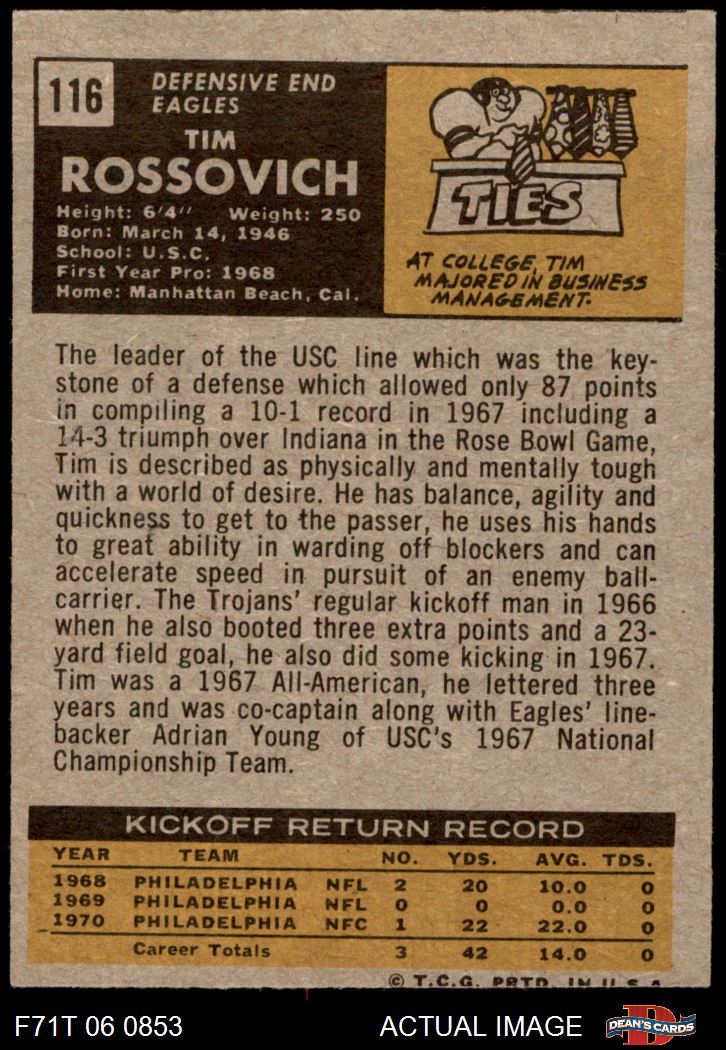 116
DEFENSIVE END
EAGLES
TIM
ROSSOVICH
Height: 6'4" Weight: 250
Born: March 14, 1946
School: U.S.C.
First Year Pro: 1968
Home: Manhattan Beach, Cal.
TIES
AT COLLEGE, TIM
MAJORED IN BUSINESS
MANAGEMENT.
The leader of the USC line which was the key-
stone of a defense which allowed only 87 points
in compiling a 10-1 record in 1967 including a
14-3 triumph over Indiana in the Rose Bowl Game,
Tim is described as physically and mentally tough
with a world of desire. He has balance, agility and
quickness to get to the passer, he uses his hands
to great ability in warding off blockers and can
accelerate speed in pursuit of an enemy ball-
carrier. The Trojans' regular kickoff man in 1966
when he also booted three extra points and a 23-
yard field goal, he also did some kicking in 1967.
Tim was a 1967 All-American, he lettered three
years and was co-captain along with Eagles' line-
backer Adrian Young of USC's 1967 National
Championship Team.
KICKOFF RETURN RECORD
YEAR TEAM NO. YDS. AVG. TDS.
1968 PHILADELPHIA NFL 2 20 10.0 0
1969 PHILADELPHIA NFL 0 0 0.0 0
1970 PHILADELPHIA NFC 1 22 22.0 0
Career Totals 3 42 14.0 0
© T.C.G. PRTD. IN U.S.A.
F71T 06 0853 ACTUAL IMAGE
D
DEAN'S CARDS